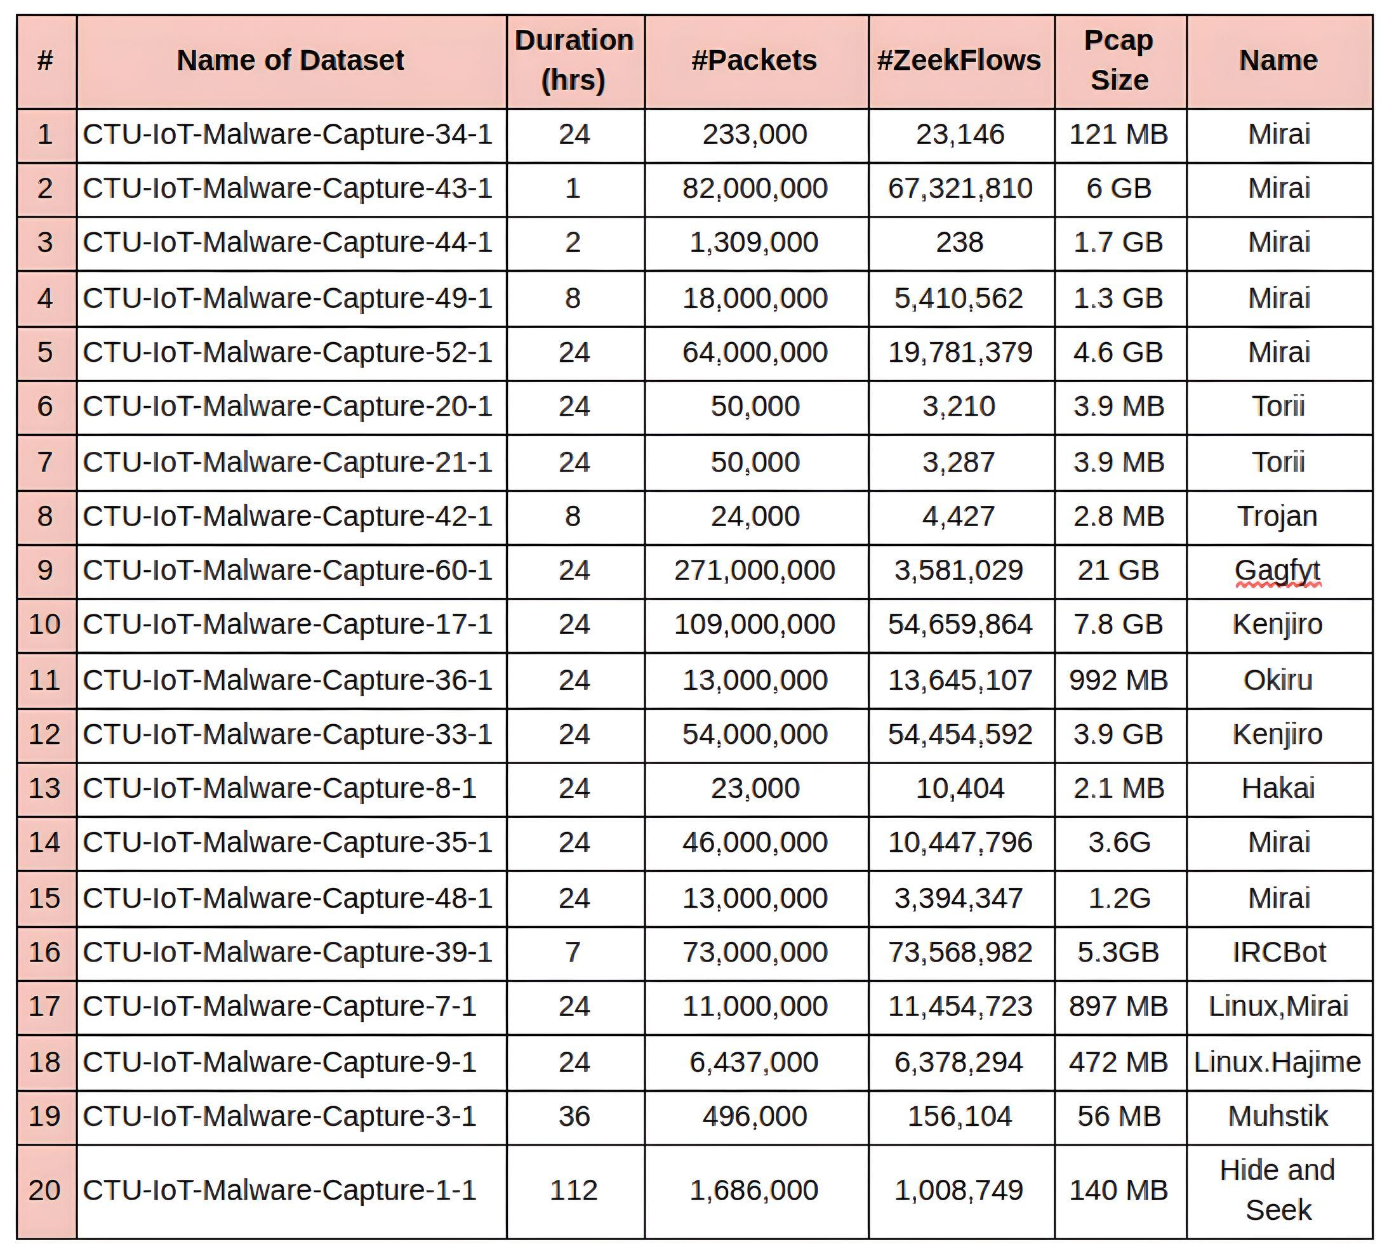 # Name of Dataset Duration (hrs) #Packets #ZeekFlows Pcap Size Name
1 CTU-IoT-Malware-Capture-34-1 24 233,000 23,146 121 MB Mirai
2 CTU-IoT-Malware-Capture-43-1 1 82,000,000 67,321,810 6 GB Mirai
3 CTU-IoT-Malware-Capture-44-1 2 1,309,000 238 1.7 GB Mirai
4 CTU-IoT-Malware-Capture-49-1 8 18,000,000 5,410,562 1.3 GB Mirai
5 CTU-IoT-Malware-Capture-52-1 24 64,000,000 19,781,379 4.6 GB Mirai
6 CTU-IoT-Malware-Capture-20-1 24 50,000 3,210 3.9 MB Torii
7 CTU-IoT-Malware-Capture-21-1 24 50,000 3,287 3.9 MB Torii
8 CTU-IoT-Malware-Capture-42-1 8 24,000 4,427 2.8 MB Trojan
9 CTU-IoT-Malware-Capture-60-1 24 271,000,000 3,581,029 21 GB Gagfyt
10 CTU-IoT-Malware-Capture-17-1 24 109,000,000 54,659,864 7.8 GB Kenjiro
11 CTU-IoT-Malware-Capture-36-1 24 13,000,000 13,645,107 992 MB Okiru
12 CTU-IoT-Malware-Capture-33-1 24 54,000,000 54,454,592 3.9 GB Kenjiro
13 CTU-IoT-Malware-Capture-8-1 24 23,000 10,404 2.1 MB Hakai
14 CTU-IoT-Malware-Capture-35-1 24 46,000,000 10,447,796 3.6G Mirai
15 CTU-IoT-Malware-Capture-48-1 24 13,000,000 3,394,347 1.2G Mirai
16 CTU-IoT-Malware-Capture-39-1 7 73,000,000 73,568,982 5.3GB IRCBot
17 CTU-IoT-Malware-Capture-7-1 24 11,000,000 11,454,723 897 MB Linux,Mirai
18 CTU-IoT-Malware-Capture-9-1 24 6,437,000 6,378,294 472 MB Linux.Hajime
19 CTU-IoT-Malware-Capture-3-1 36 496,000 156,104 56 MB Muhstik
20 CTU-IoT-Malware-Capture-1-1 112 1,686,000 1,008,749 140 MB Hide and Seek